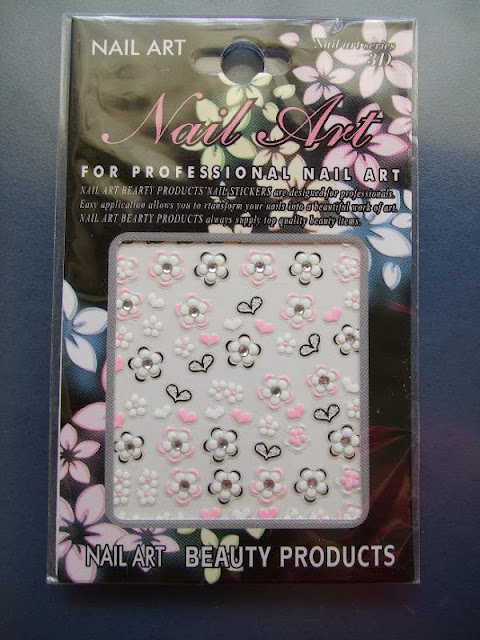 NAIL ART
Nail art series
3D
Nail Art
FOR PROFESSIONAL NAIL ART
NAIL ART BEARTY PRODUCTS' NAIL STICKERS are designed for professionals.
Easy application allows you to rtansform your nails into a beautiful work of art.
NAIL ART BEARTY PRODUCTS always supply top quality beauty items.
NAIL ART BEAUTY PRODUCTS